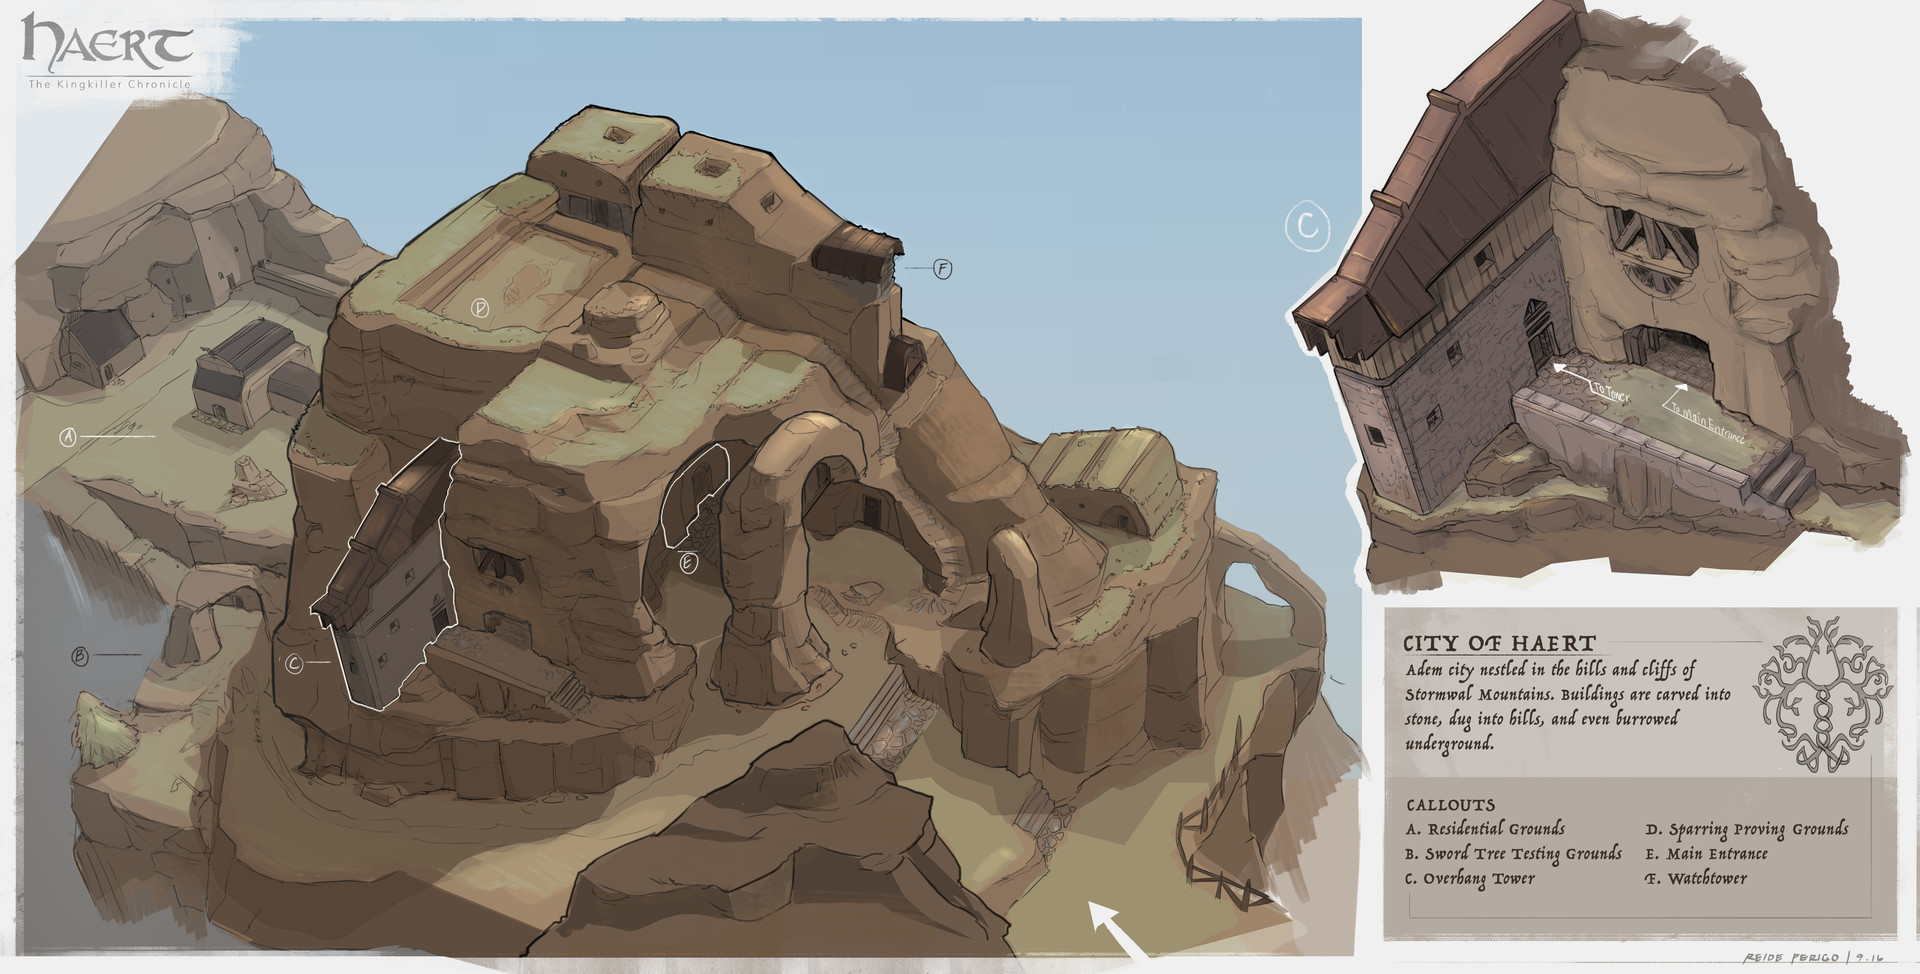 HAERT
The Kingkiller Chronicle
A
B
C
D
E
F
C
To Tower
To Main Entrance
CITY OF HAERT
Adem city nestled in the hills and cliffs of
Stormwal Mountains. Buildings are carved into
stone, dug into hills, and even burrowed
underground.
CALLOUTS
A. Residential Grounds
B. Sword Tree Testing Grounds
C. Overhang Tower
D. Sparring Proving Grounds
E. Main Entrance
F. Watchtower
REIDE PERIGO | 9.16